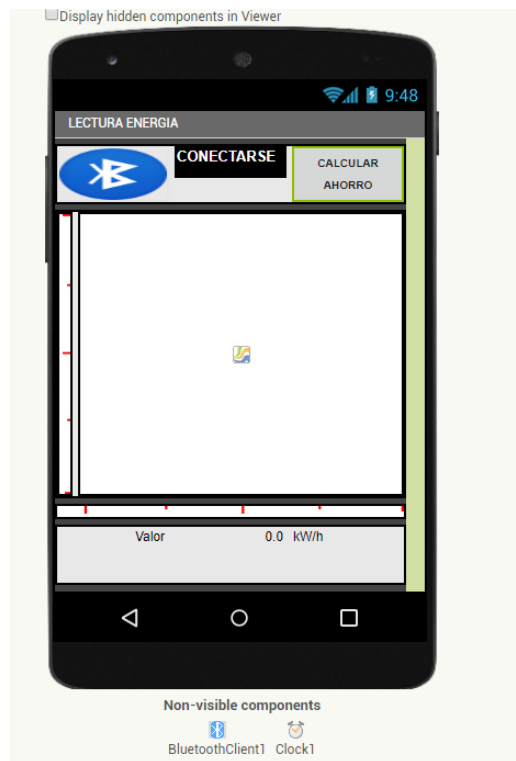 Display hidden components in Viewer
9:48
LECTURA ENERGIA
CONECTARSE
CALCULAR
AHORRO
Valor 0.0 kW/h
Non-visible components
BluetoothClient1 Clock1